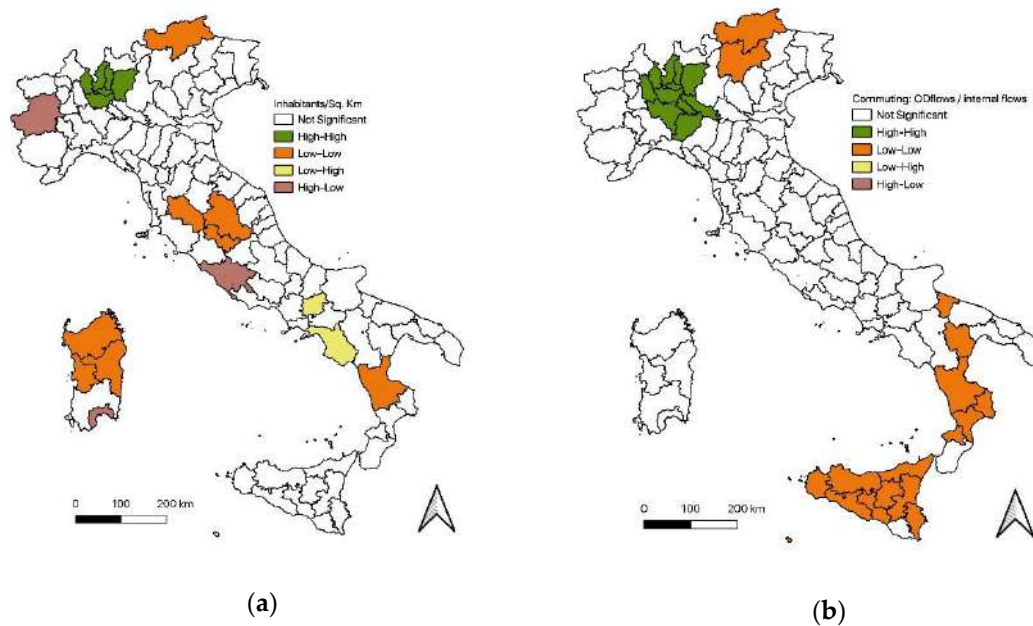 Inhabitants/Sq. Km
Not Significant
High-High
Low-Low
Low-High
High-Low
0 100 200 km
(a)
Commuting: ODflows / internal flows
Not Significant
High-High
Low-Low
Low-High
High-Low
0 100 200 km
(b)